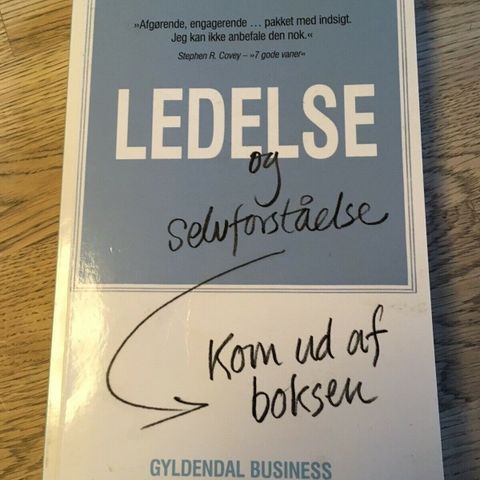 »Afgørende, engagerende ... pakket med indsigt.
Jeg kan ikke anbefale den nok.«
Stephen R. Covey – »7 gode vaner«
LEDELSE
og
selvforståelse
Kom ud af
boksen
GYLDENDAL BUSINESS